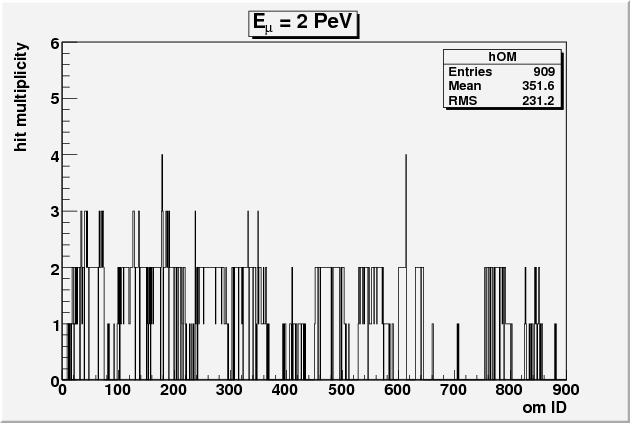 Eμ = 2 PeV
hit multiplicity
6
5
4
3
2
1
0
hOM
Entries 909
Mean 351.6
RMS 231.2
0 100 200 300 400 500 600 700 800 900
om ID